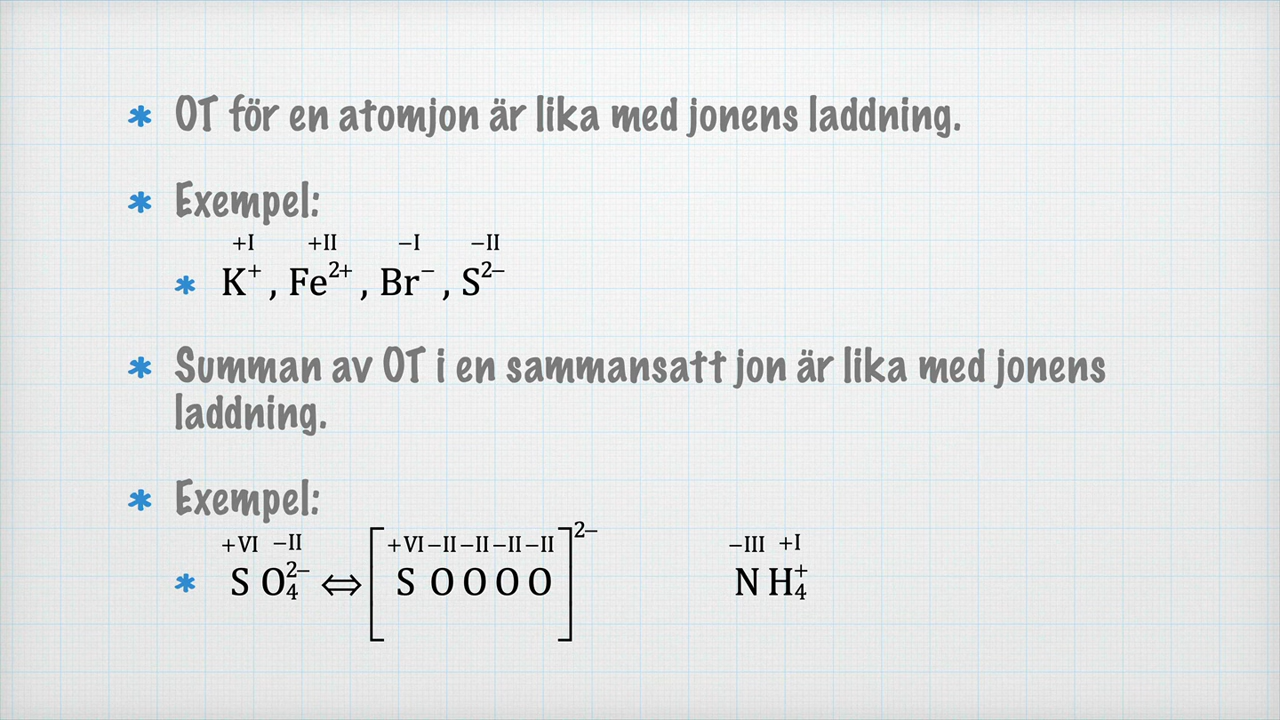 * OT för en atomjon är lika med jonens laddning.
* Exempel:
+I +II −I −II
* K⁺ , Fe²⁺ , Br⁻ , S²⁻
* Summan av OT i en sammansatt jon är lika med jonens
laddning.
* Exempel:
+VI −II [+VI −II −II −II −II]²⁻ −III +I
* S O₄²⁻ ⇔ [S O O O O] N H₄⁺